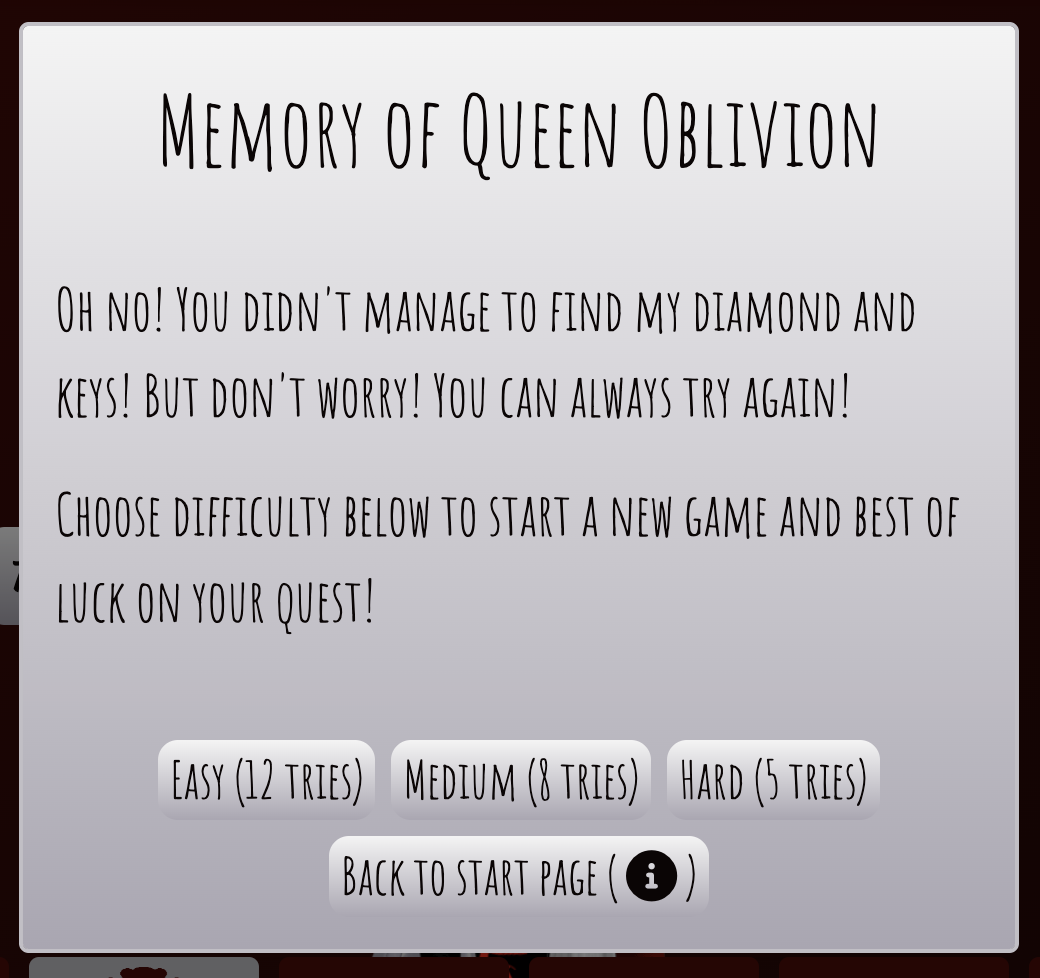 Memory of Queen Oblivion
Oh no! You didn't manage to find my diamond and
keys! But don't worry! You can always try again!
Choose difficulty below to start a new game and best of
luck on your quest!
Easy (12 tries) Medium (8 tries) Hard (5 tries)
Back to start page ( i )